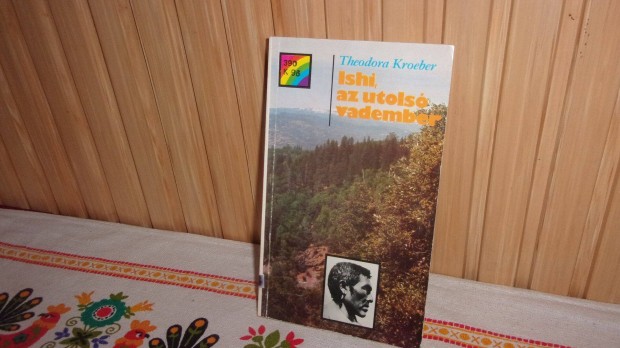 390
K 98
Theodora Kroeber
Ishi,
az utolsó
vadember